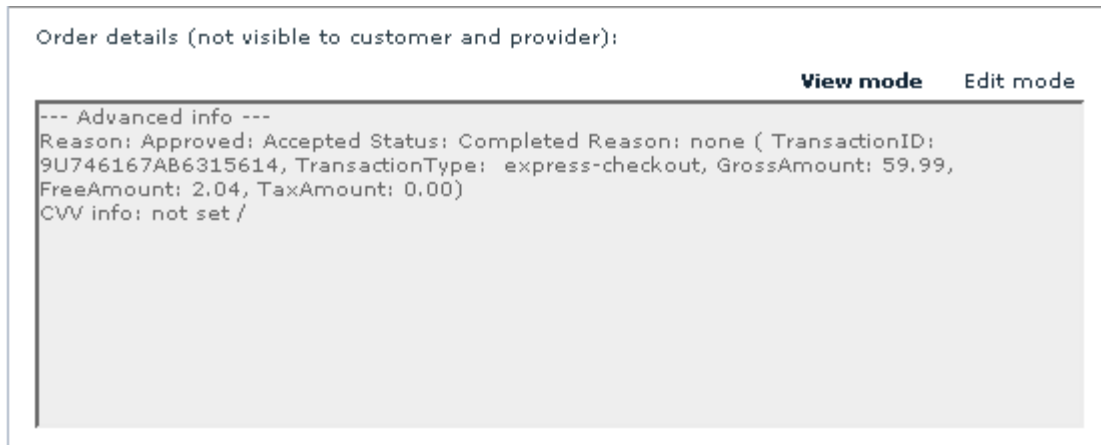 Order details (not visible to customer and provider):
View mode Edit mode
--- Advanced info ---
Reason: Approved: Accepted Status: Completed Reason: none ( TransactionID:
9U746167AB6315614, TransactionType:  express-checkout, GrossAmount: 59.99,
FreeAmount: 2.04, TaxAmount: 0.00)
CVV info: not set /